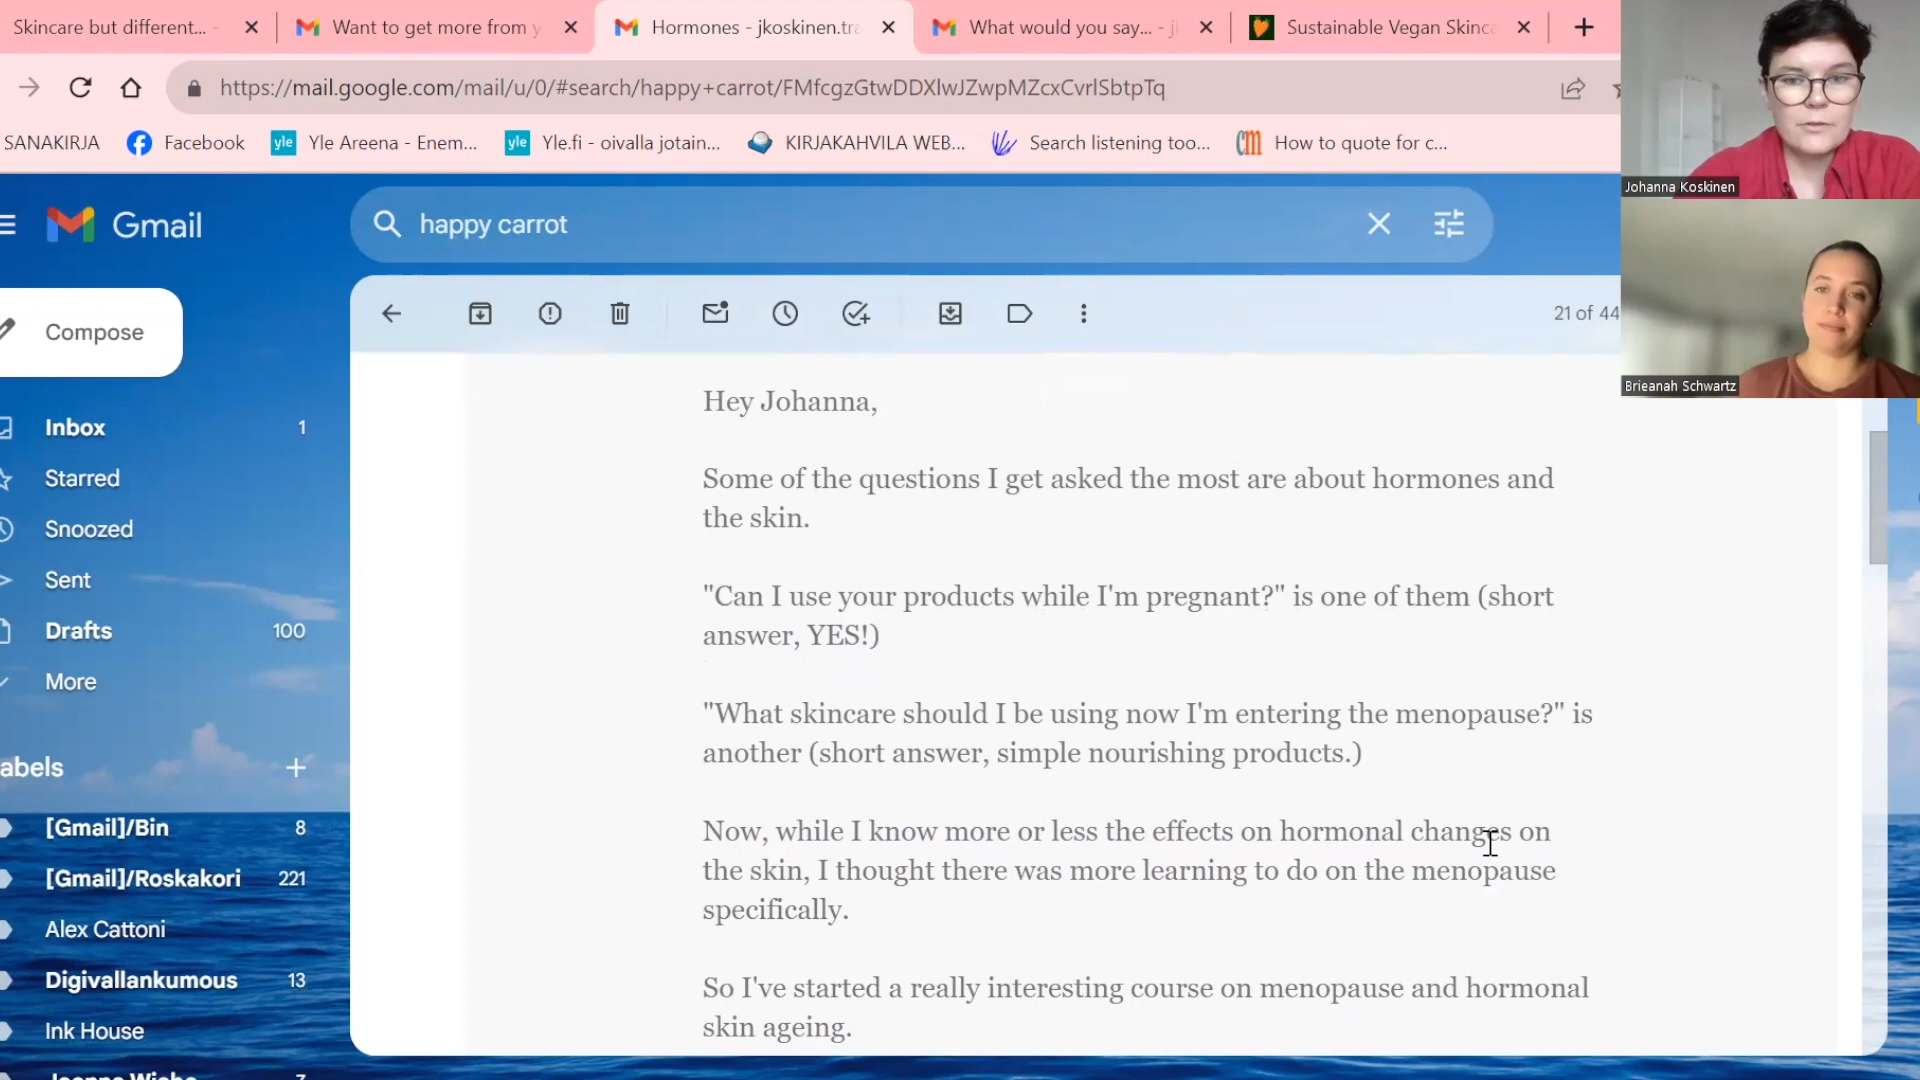 Skincare but different...
Want to get more from y
Hormones - jkoskinen.tra
What would you say... - j
Sustainable Vegan Skinca
https://mail.google.com/mail/u/0/#search/happy+carrot/FMfcgzGtwDDXlwJZwpMZcxCvrlSbtpTq
SANAKIRJA
Facebook
yle
Yle Areena - Enem...
yle
Yle.fi - oivalla jotain...
KIRJAKAHVILA WEB...
Search listening too...
How to quote for c...
Johanna Koskinen
Brieanah Schwartz
Gmail
happy carrot
21 of 44
Compose
Inbox 1
Starred
Snoozed
Sent
Drafts 100
More
abels
[Gmail]/Bin 8
[Gmail]/Roskakori 221
Alex Cattoni
Digivallankumous 13
Ink House
Hey Johanna,
Some of the questions I get asked the most are about hormones and
the skin.
"Can I use your products while I'm pregnant?" is one of them (short
answer, YES!)
"What skincare should I be using now I'm entering the menopause?" is
another (short answer, simple nourishing products.)
Now, while I know more or less the effects on hormonal changes on
the skin, I thought there was more learning to do on the menopause
specifically.
So I've started a really interesting course on menopause and hormonal
skin ageing.